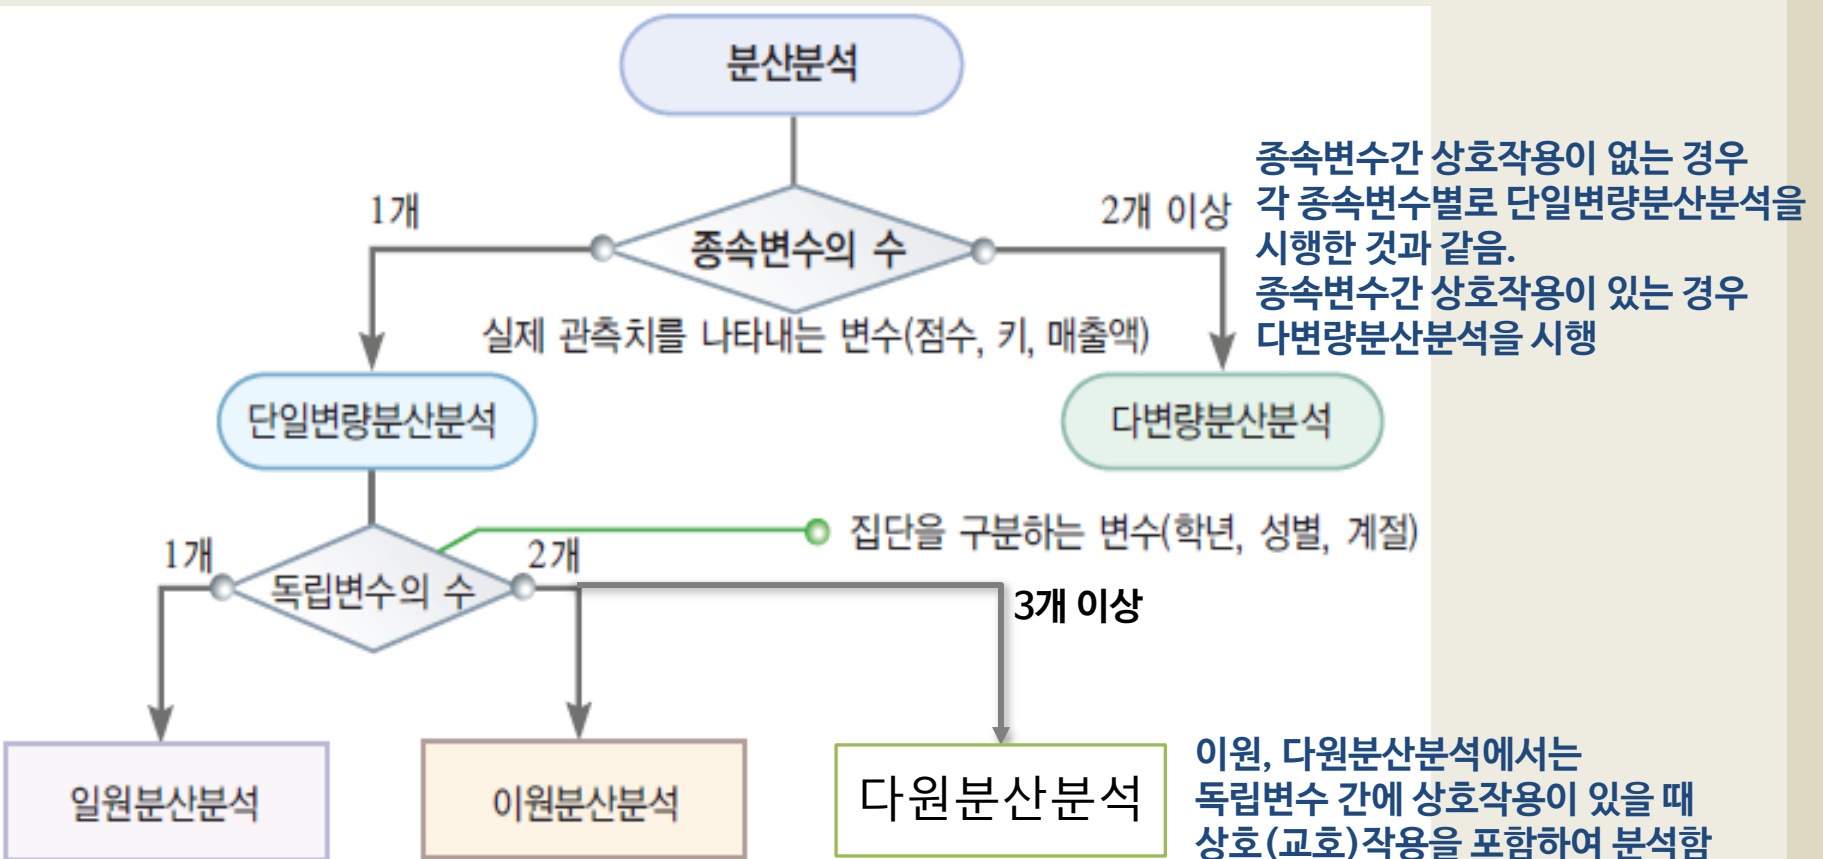 분산분석
종속변수간 상호작용이 없는 경우
각 종속변수별로 단일변량분산분석을
시행한 것과 같음.
종속변수간 상호작용이 있는 경우
다변량분산분석을 시행
1개
2개 이상
종속변수의 수
실제 관측치를 나타내는 변수(점수, 키, 매출액)
단일변량분산분석
다변량분산분석
집단을 구분하는 변수(학년, 성별, 계절)
1개
2개
독립변수의 수
3개 이상
일원분산분석
이원분산분석
다원분산분석
이원, 다원분산분석에서는
독립변수 간에 상호작용이 있을 때
상호(교호)작용을 포함하여 분석함